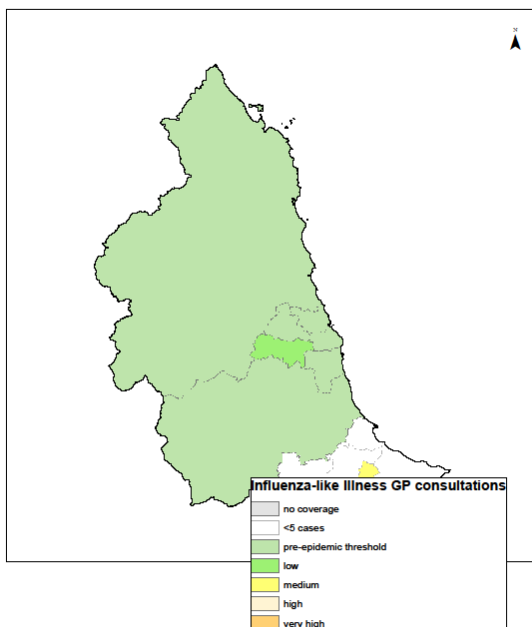 N
Influenza-like Illness GP consultations
no coverage
<5 cases
pre-epidemic threshold
low
medium
high
very high